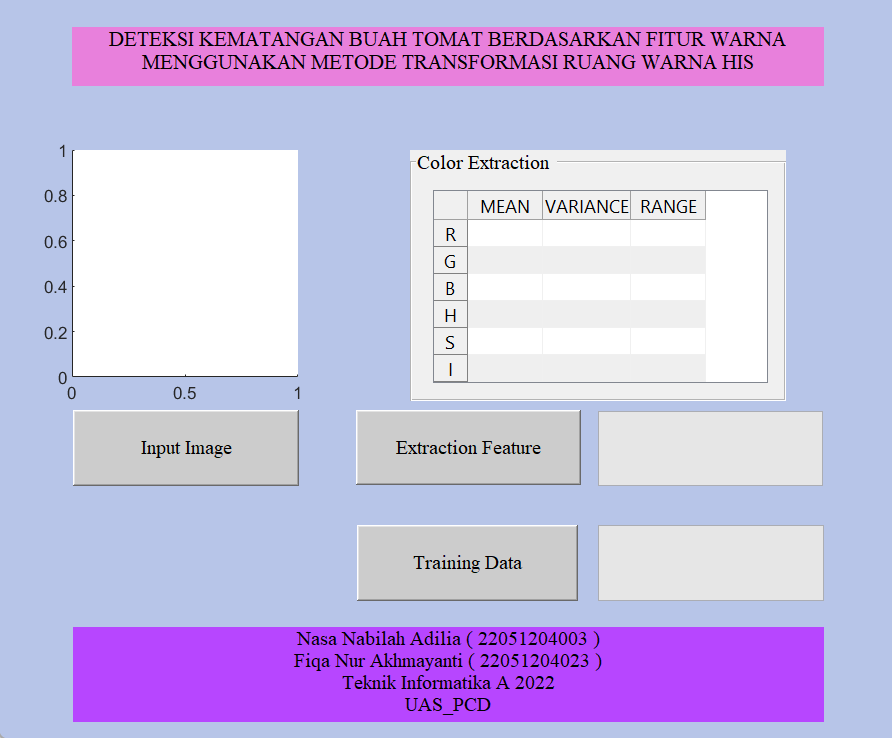 DETEKSI KEMATANGAN BUAH TOMAT BERDASARKAN FITUR WARNA
MENGGUNAKAN METODE TRANSFORMASI RUANG WARNA HIS
1
0.8
0.6
0.4
0.2
0
0 0.5 1
Color Extraction
MEAN VARIANCE RANGE
R
G
B
H
S
I
Input Image
Extraction Feature
Training Data
Nasa Nabilah Adilia ( 22051204003 )
Fiqa Nur Akhmayanti ( 22051204023 )
Teknik Informatika A 2022
UAS_PCD